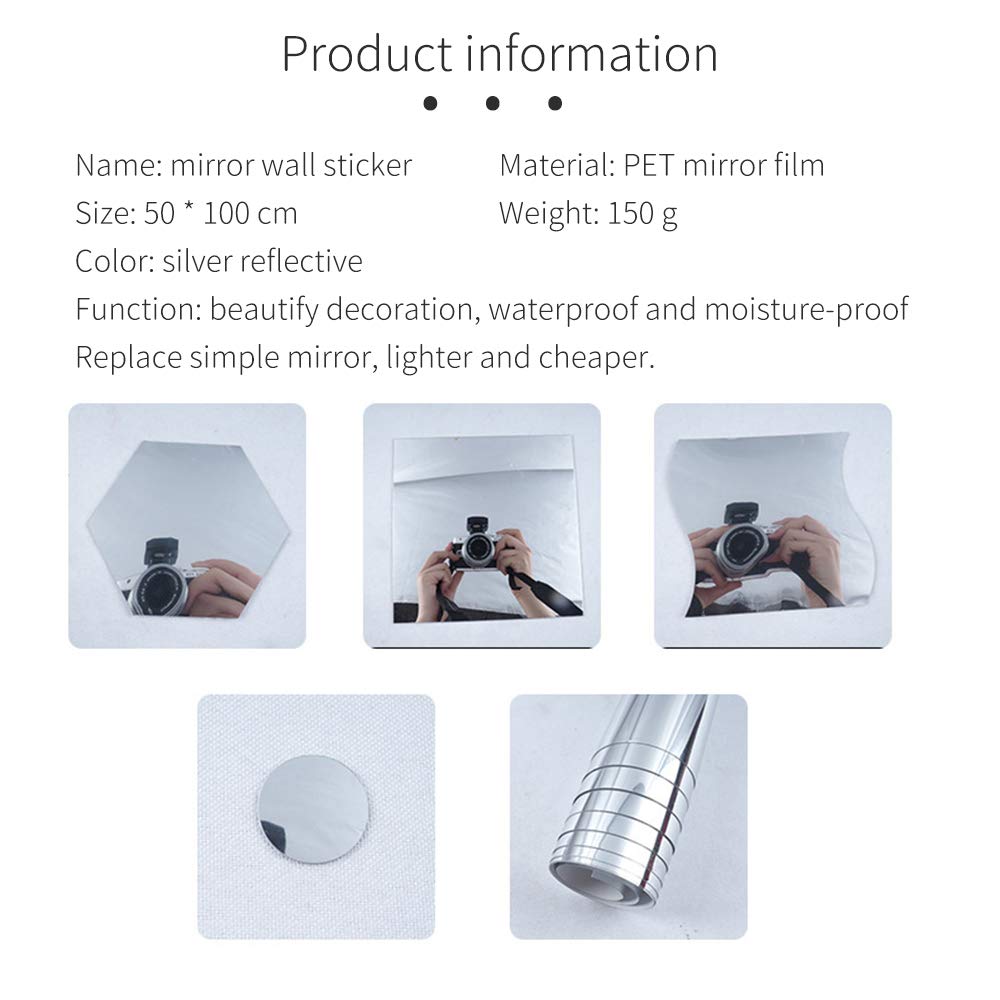 Product information
Name: mirror wall sticker
Material: PET mirror film
Size: 50 * 100 cm
Weight: 150 g
Color: silver reflective
Function: beautify decoration, waterproof and moisture-proof
Replace simple mirror, lighter and cheaper.